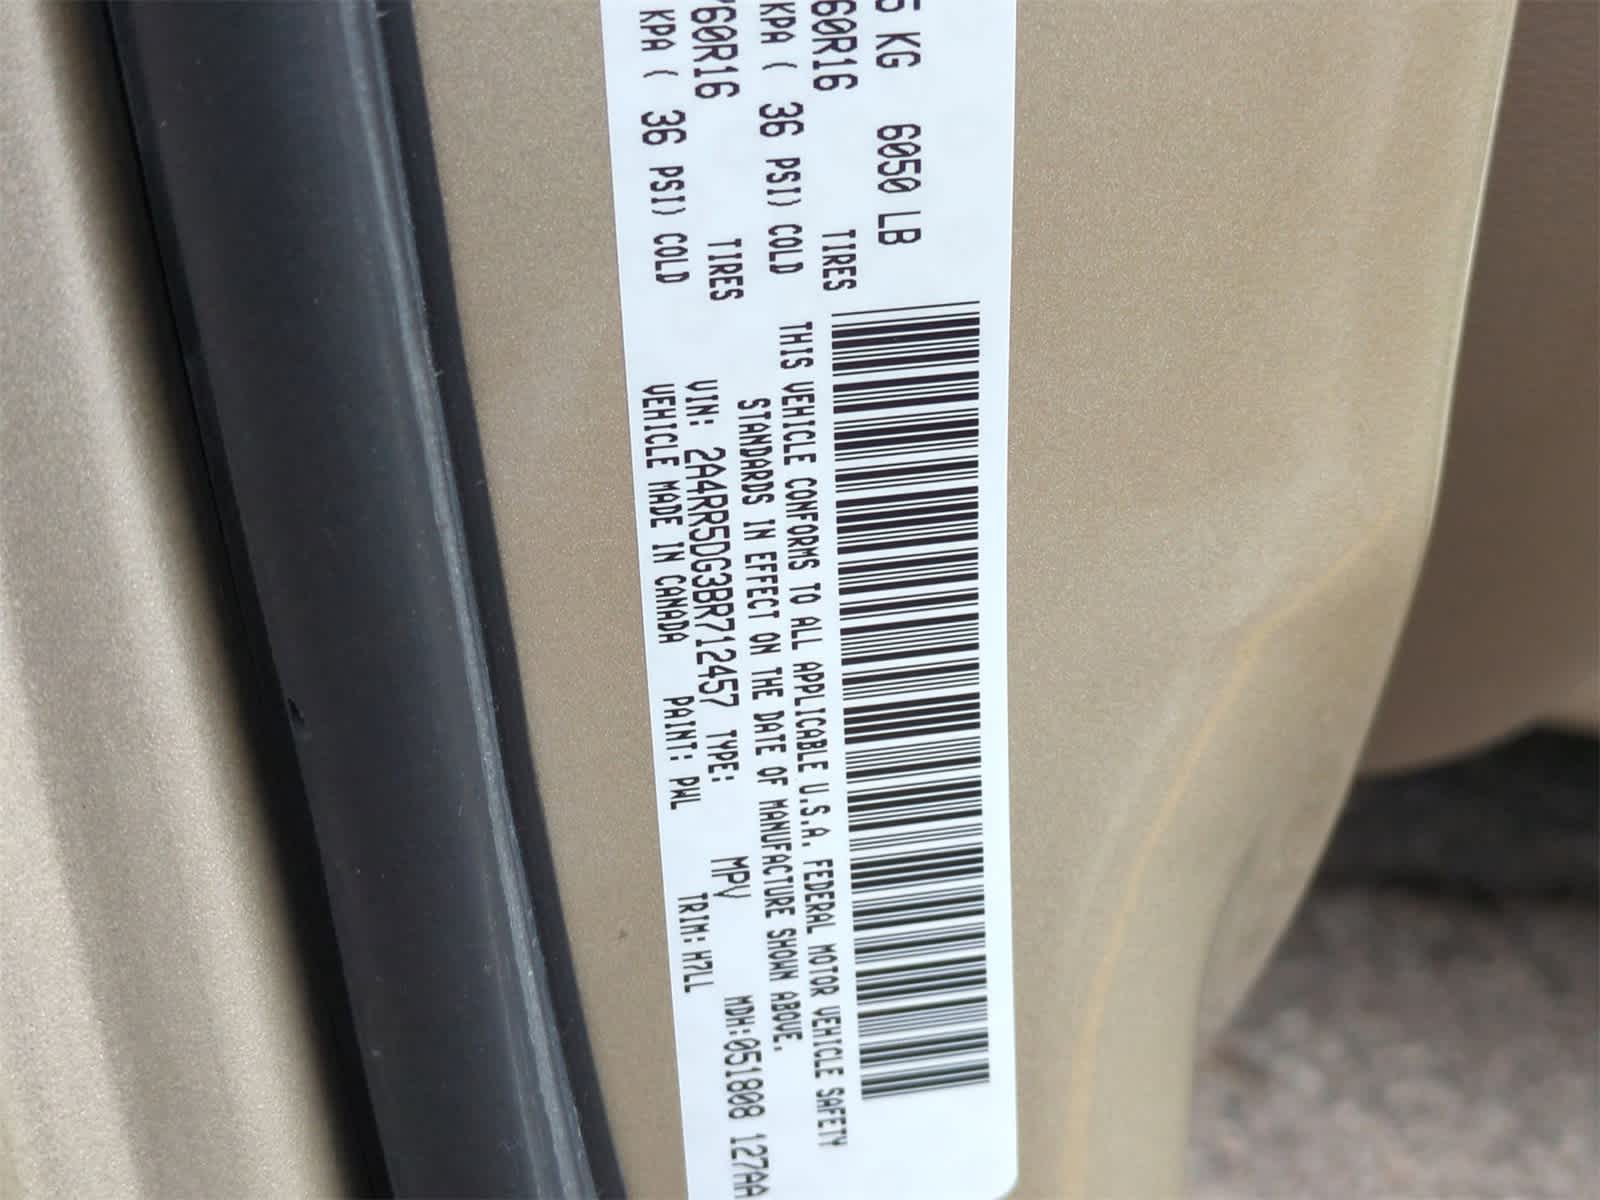 KG 6050 LB
60R16 TIRES
KPA ( 36 PSI) COLD
60R16 TIRES
KPA ( 36 PSI) COLD
THIS VEHICLE CONFORMS TO ALL APPLICABLE U.S.A. FEDERAL MOTOR VEHICLE SAFETY
STANDARDS IN EFFECT ON THE DATE OF MANUFACTURE SHOWN ABOVE.
VIN: 2A4RR5DG3BR712457 TYPE: MPV MDH:051808 127AA
VEHICLE MADE IN CANADA PAINT: PWL TRIM: H7LL